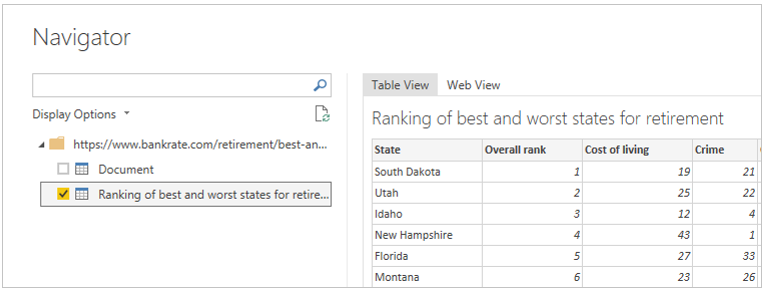 Navigator
Display Options
https://www.bankrate.com/retirement/best-an...
Document
Ranking of best and worst states for retire...
Table View Web View
Ranking of best and worst states for retirement
State Overall rank Cost of living Crime
South Dakota 1 19 21
Utah 2 25 22
Idaho 3 12 4
New Hampshire 4 43 1
Florida 5 27 33
Montana 6 23 26